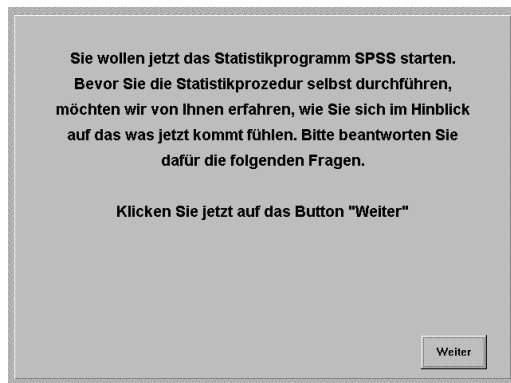 Sie wollen jetzt das Statistikprogramm SPSS starten.
Bevor Sie die Statistikprozedur selbst durchführen,
möchten wir von Ihnen erfahren, wie Sie sich im Hinblick
auf das was jetzt kommt fühlen. Bitte beantworten Sie
dafür die folgenden Fragen.
Klicken Sie jetzt auf das Button "Weiter"
Weiter